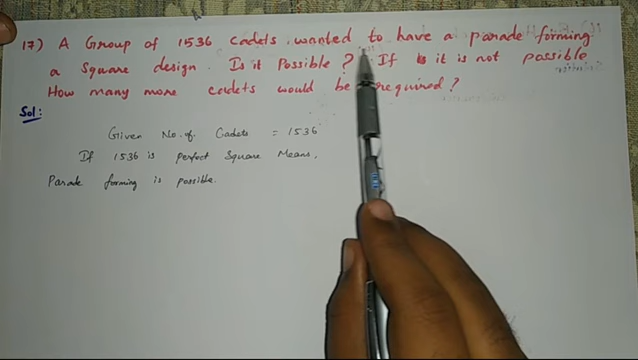 17) A Group of 1536 cadets wanted to have a parade forming
a Square design. Is it Possible ? If it is not possible
How many more cadets would be required ?
Sol:
Given No. of Cadets = 1536
If 1536 is perfect Square Means,
Parade forming is possible.